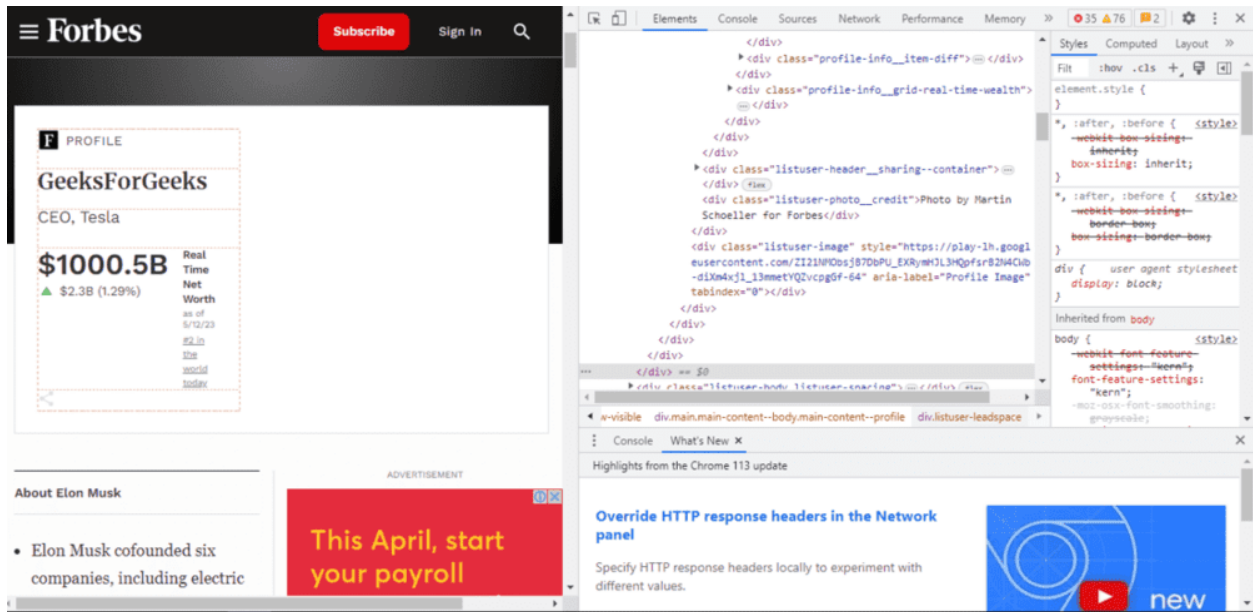 Forbes
Subscribe
Sign In
F PROFILE
GeeksForGeeks
CEO, Tesla
$1000.5B
▲ $2.3B (1.29%)
Real
Time
Net
Worth
as of
5/12/23
#2 in
the
world
today
About Elon Musk
• Elon Musk cofounded six
companies, including electric
ADVERTISEMENT
This April, start
your payroll
Elements Console Sources Network Performance Memory » 35 76 2
</div>
<div class="profile-info__item-diff">…</div>
</div>
<div class="profile-info__grid-real-time-wealth">
…</div>
</div>
</div>
</div>
<div class="listuser-header__sharing--container">…
</div> flex
<div class="listuser-photo__credit">Photo by Martin
Schoeller for Forbes</div>
</div>
<div class="listuser-image" style="https://play-lh.googl
</div>
-diXm4xjl_13mmetYQZvcpgGf-64" aria-label="Profile Image"
tabindex="0"></div>
</div>
</div>
</div>
</div>
</div> == $0
<div class="listuser-body listuser-spacing">…</div> flex
w-visible div.main.main-content--body.main-content--profile div.listuser-leadspace
Styles Computed Layout »
Filt :hov .cls +
element.style {
}
*, :after, :before { <style>
-webkit-box-sizing:
inherit;
box-sizing: inherit;
}
*, :after, :before { <style>
-webkit-box-sizing:
border-box;
box-sizing: border-box;
}
div { user agent stylesheet
display: block;
}
Inherited from body
body { <style>
-webkit-font-feature-
settings: "kern";
font-feature-settings:
"kern";
-moz-osx-font-smoothing:
grayscale;
Console What's New ×
Highlights from the Chrome 113 update
Override HTTP response headers in the Network
panel
Specify HTTP response headers locally to experiment with
different values.
new